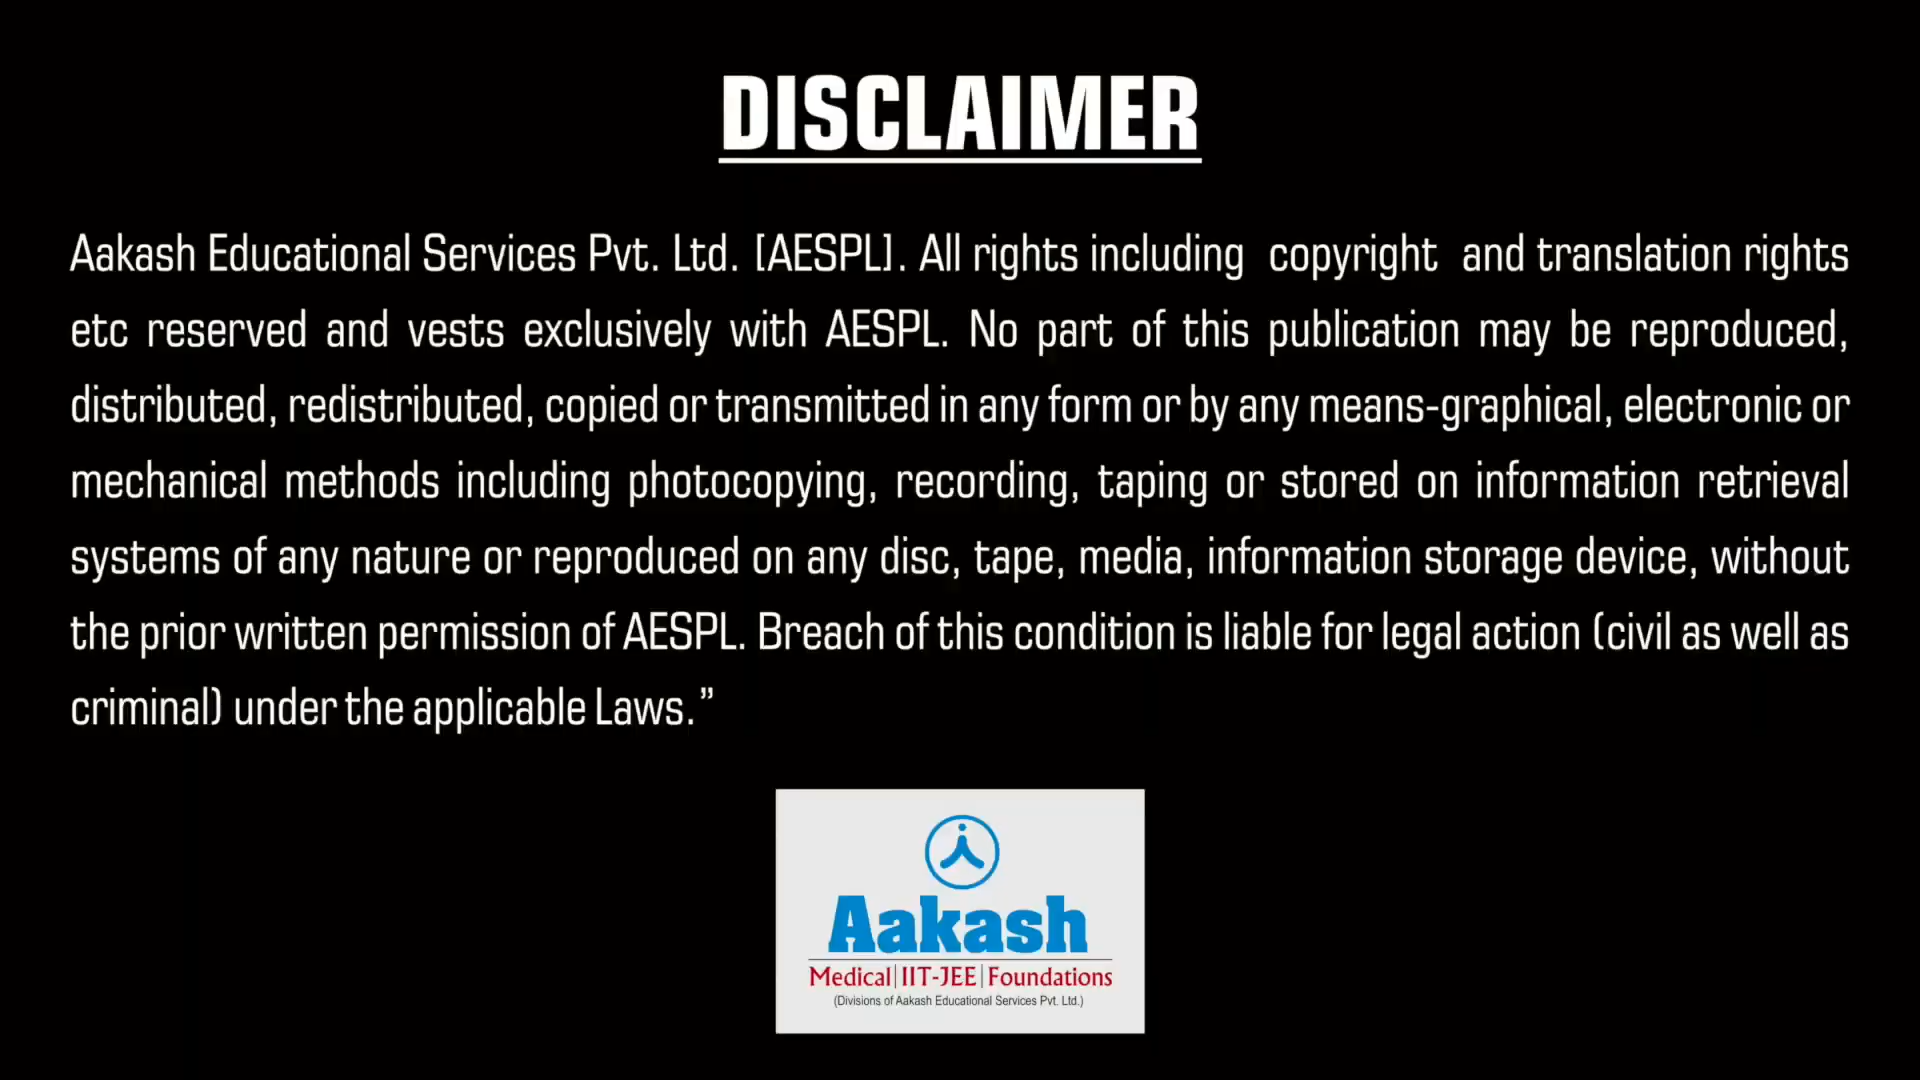 DISCLAIMER
Aakash Educational Services Pvt. Ltd. [AESPL]. All rights including copyright and translation rights
etc reserved and vests exclusively with AESPL. No part of this publication may be reproduced,
distributed, redistributed, copied or transmitted in any form or by any means-graphical, electronic or
mechanical methods including photocopying, recording, taping or stored on information retrieval
systems of any nature or reproduced on any disc, tape, media, information storage device, without
the prior written permission of AESPL. Breach of this condition is liable for legal action (civil as well as
criminal) under the applicable Laws.”
Aakash
Medical|IIT-JEE|Foundations
(Divisions of Aakash Educational Services Pvt. Ltd.)